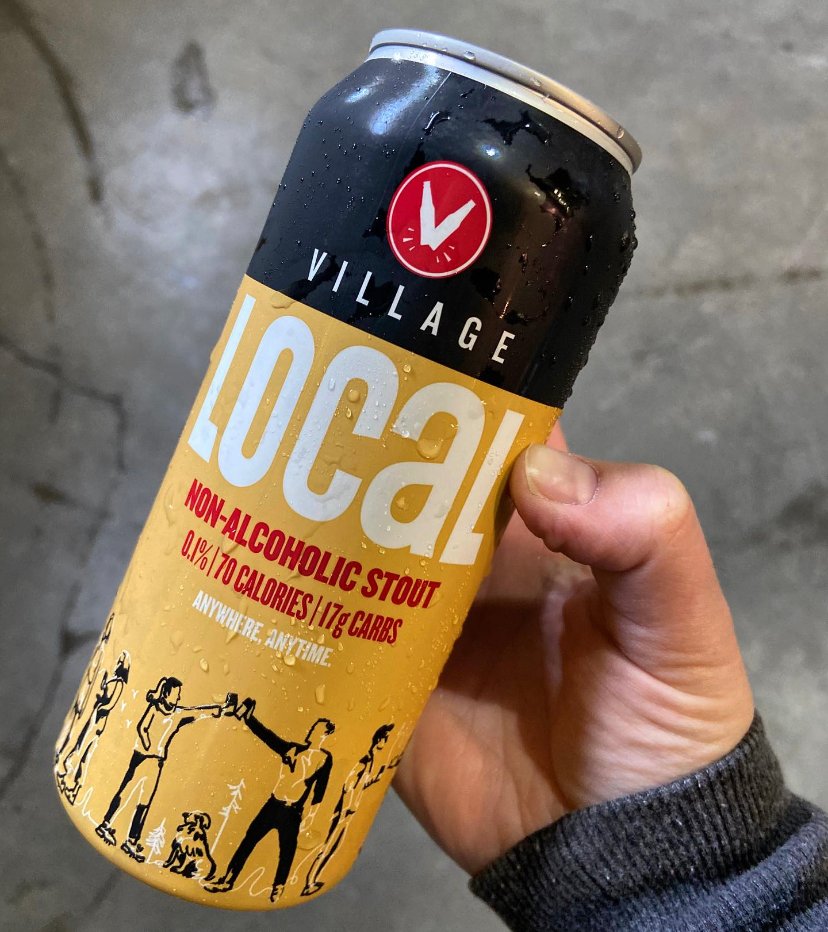 VILLAGE
LOCAL
NON-ALCOHOLIC STOUT
0.1% | 70 CALORIES | 17g CARBS
ANYWHERE. ANYTIME.